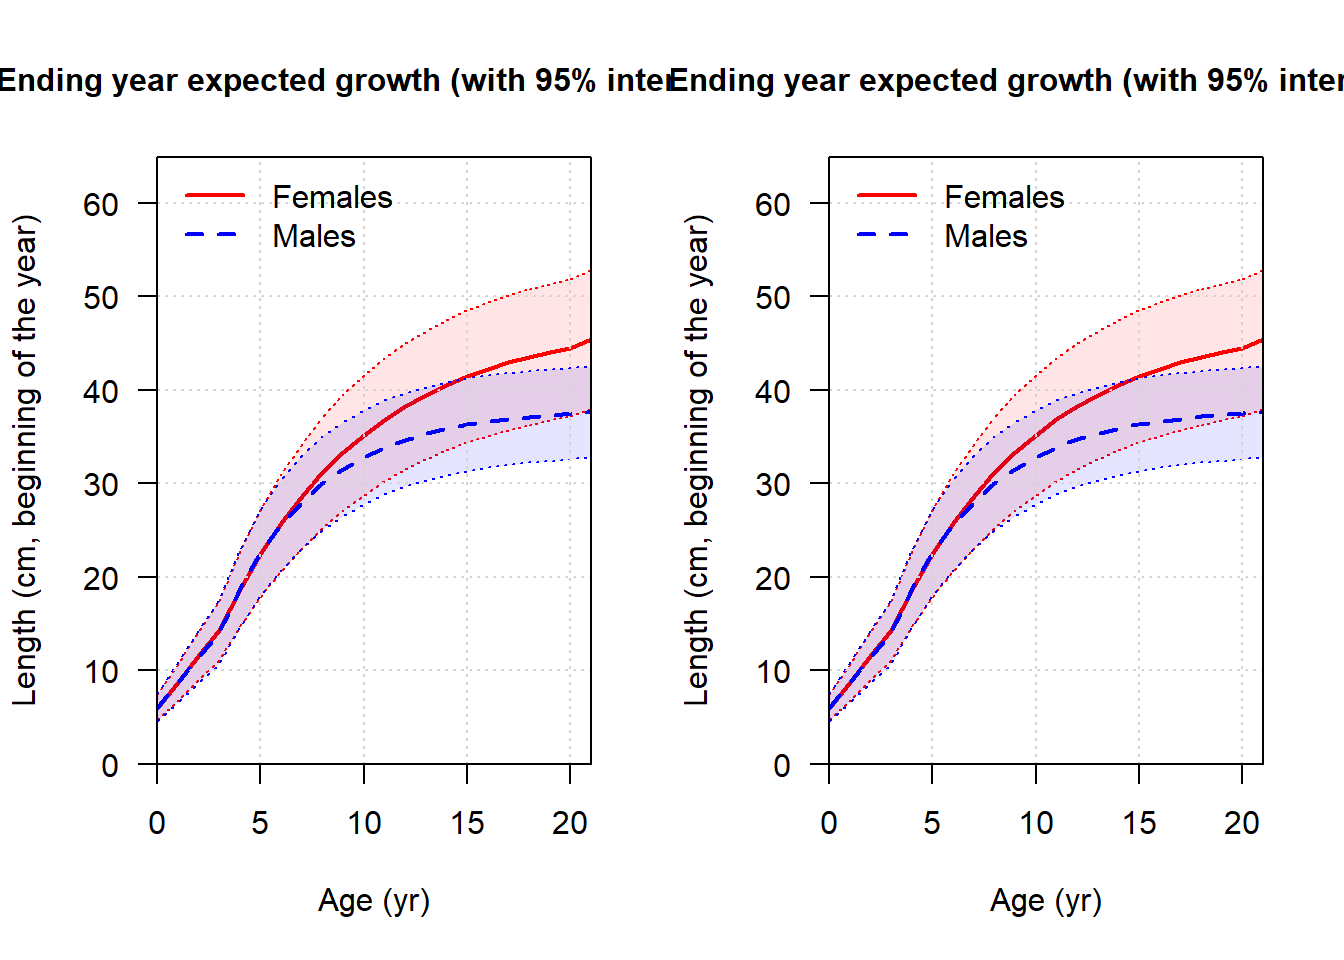 Ending year expected growth (with 95% inter
Females
Males
Length (cm, beginning of the year)
60
50
40
30
20
10
0
0 5 10 15 20
Age (yr)
Ending year expected growth (with 95% inter
Females
Males
Length (cm, beginning of the year)
60
50
40
30
20
10
0
0 5 10 15 20
Age (yr)